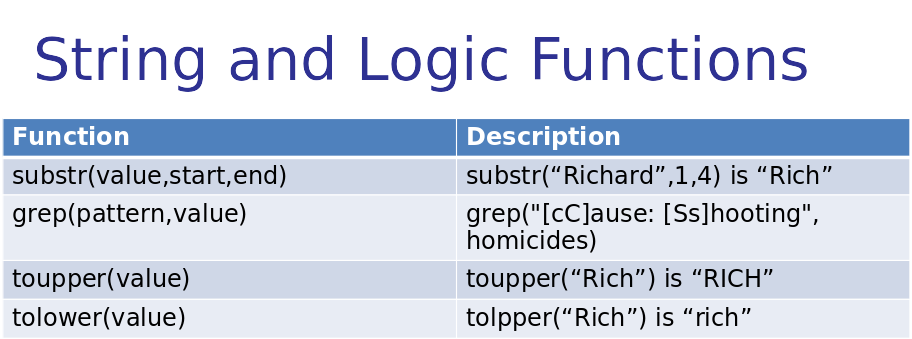 String and Logic Functions
Function Description
substr(value,start,end) substr(“Richard”,1,4) is “Rich”
grep(pattern,value) grep("[cC]ause: [Ss]hooting",
homicides)
toupper(value) toupper(“Rich”) is “RICH”
tolower(value) tolpper(“Rich”) is “rich”